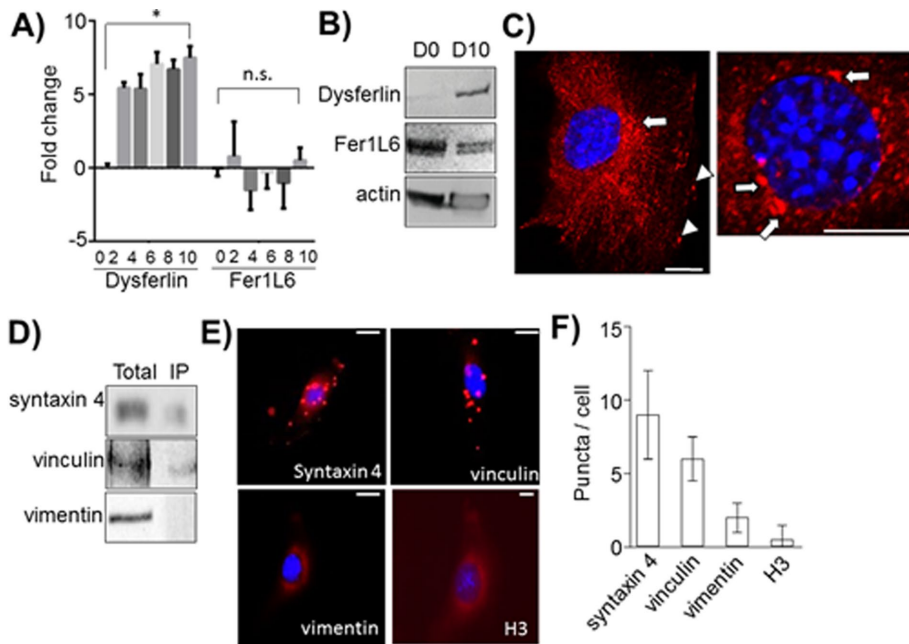 A)
Fold change
10
5
0
-5
*
n.s.
0 2 4 6 8 10 0 2 4 6 8 10
Dysferlin Fer1L6
B)
D0 D10
Dysferlin
Fer1L6
actin
C)
D)
Total IP
syntaxin 4
vinculin
vimentin
E)
Syntaxin 4
vinculin
vimentin
H3
F)
Puncta / cell
15
10
5
0
syntaxin 4
vinculin
vimentin
H3